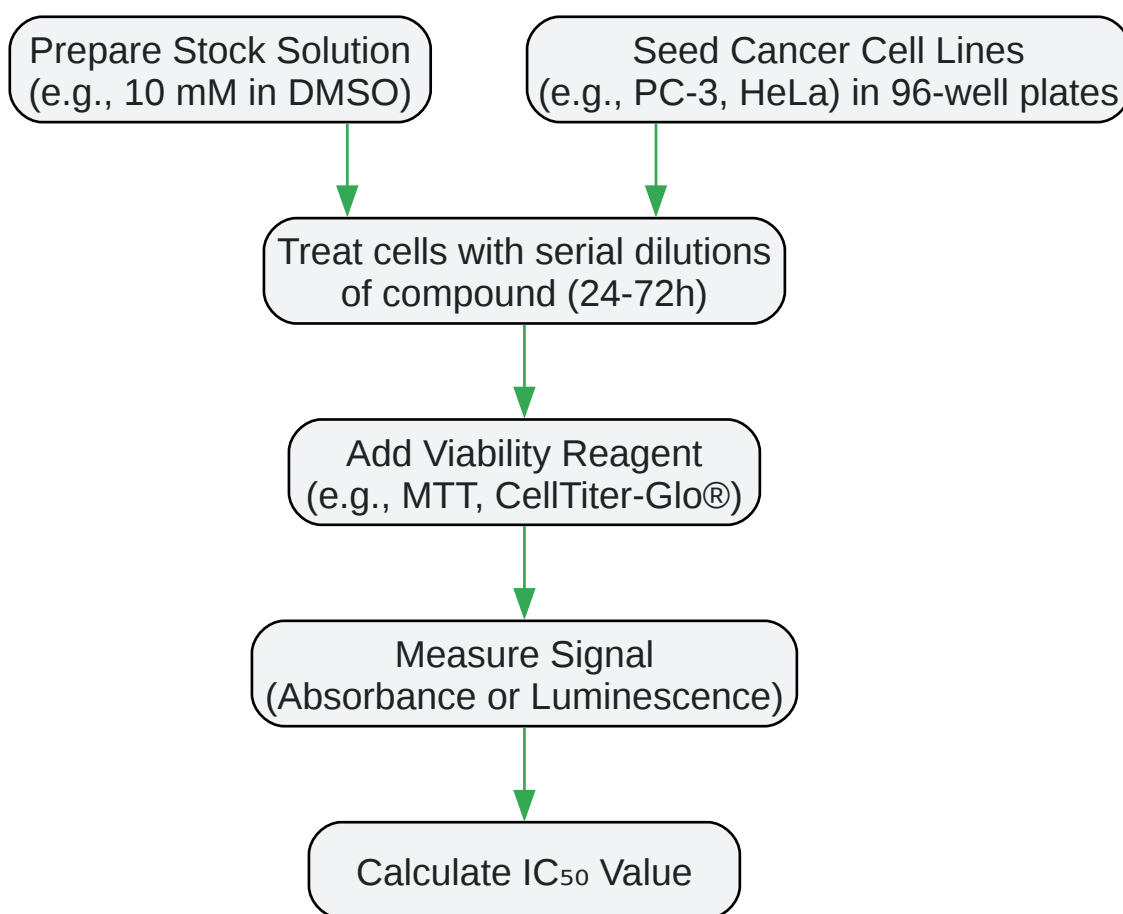 Prepare Stock Solution
(e.g., 10 mM in DMSO)
Seed Cancer Cell Lines
(e.g., PC-3, HeLa) in 96-well plates
Treat cells with serial dilutions
of compound (24-72h)
Add Viability Reagent
(e.g., MTT, CellTiter-Glo®)
Measure Signal
(Absorbance or Luminescence)
Calculate IC₅₀ Value